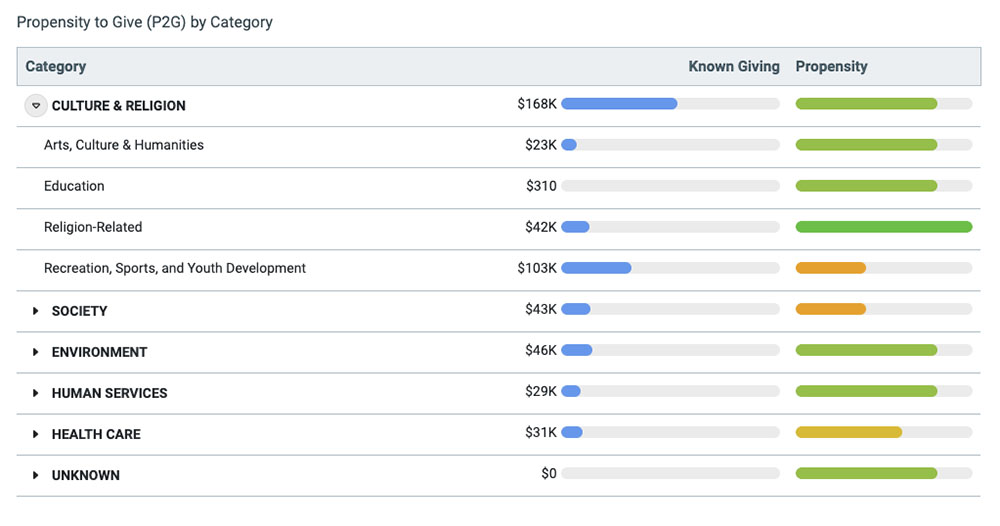 Propensity to Give (P2G) by Category
Category Known Giving Propensity
CULTURE & RELIGION $168K
Arts, Culture & Humanities $23K
Education $310
Religion-Related $42K
Recreation, Sports, and Youth Development $103K
SOCIETY $43K
ENVIRONMENT $46K
HUMAN SERVICES $29K
HEALTH CARE $31K
UNKNOWN $0